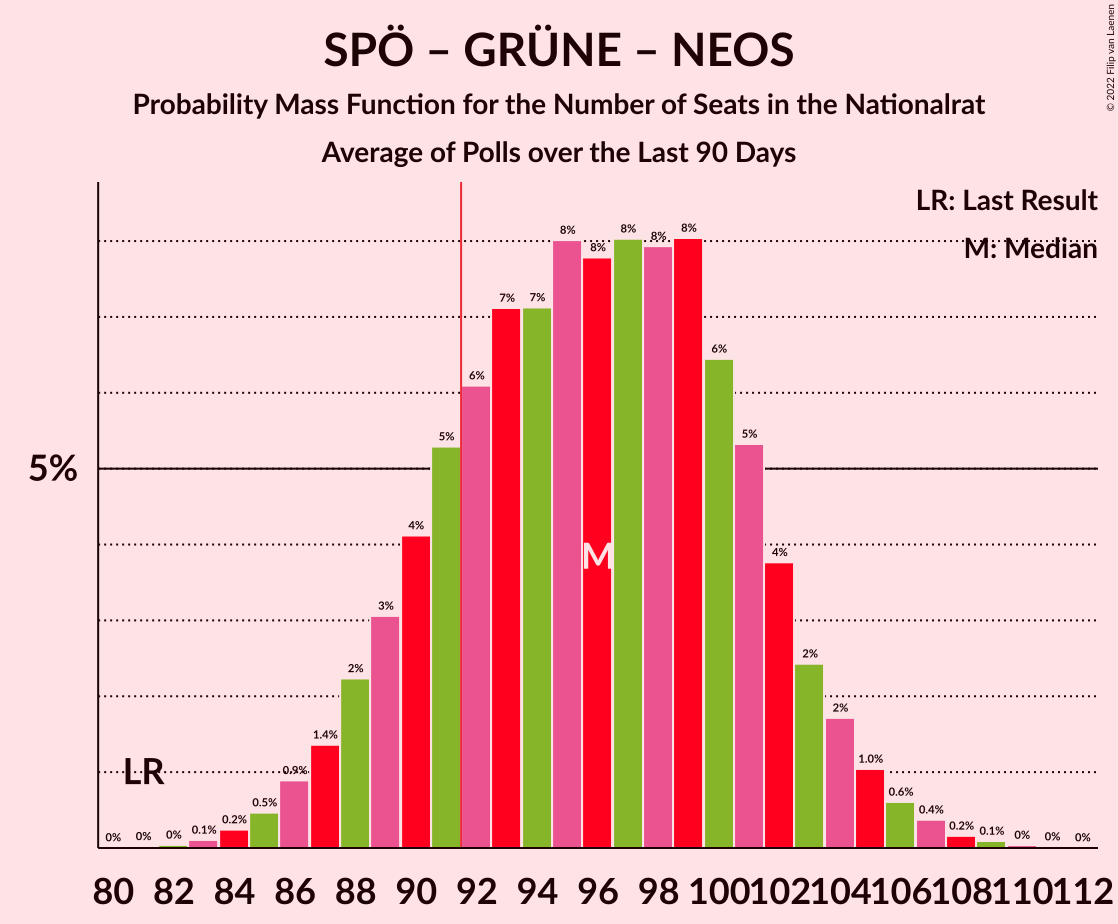 SPÖ – GRÜNE – NEOS
Probability Mass Function for the Number of Seats in the Nationalrat
Average of Polls over the Last 90 Days
© 2022 Filip van Laenen
LR: Last Result
M: Median
8% 8% 8% 8% 8%
7% 7%
6% 6%
5% 5%
5%
4% 4%
M
3%
2% 2%
2%
1.4% 1.0%
LR
0.9% 0.6%
0.5% 0.4%
0% 0% 0% 0.1% 0.2% 0.2% 0.1% 0% 0% 0%
80 82 84 86 88 90 92 94 96 98 100 102 104 106 108 110 112